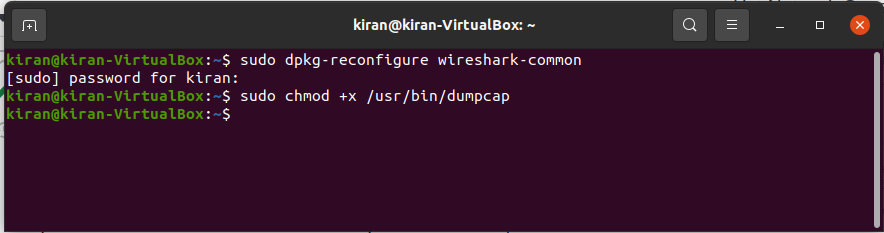 kiran@kiran-VirtualBox: ~
kiran@kiran-VirtualBox:~$ sudo dpkg-reconfigure wireshark-common
[sudo] password for kiran:
kiran@kiran-VirtualBox:~$ sudo chmod +x /usr/bin/dumpcap
kiran@kiran-VirtualBox:~$